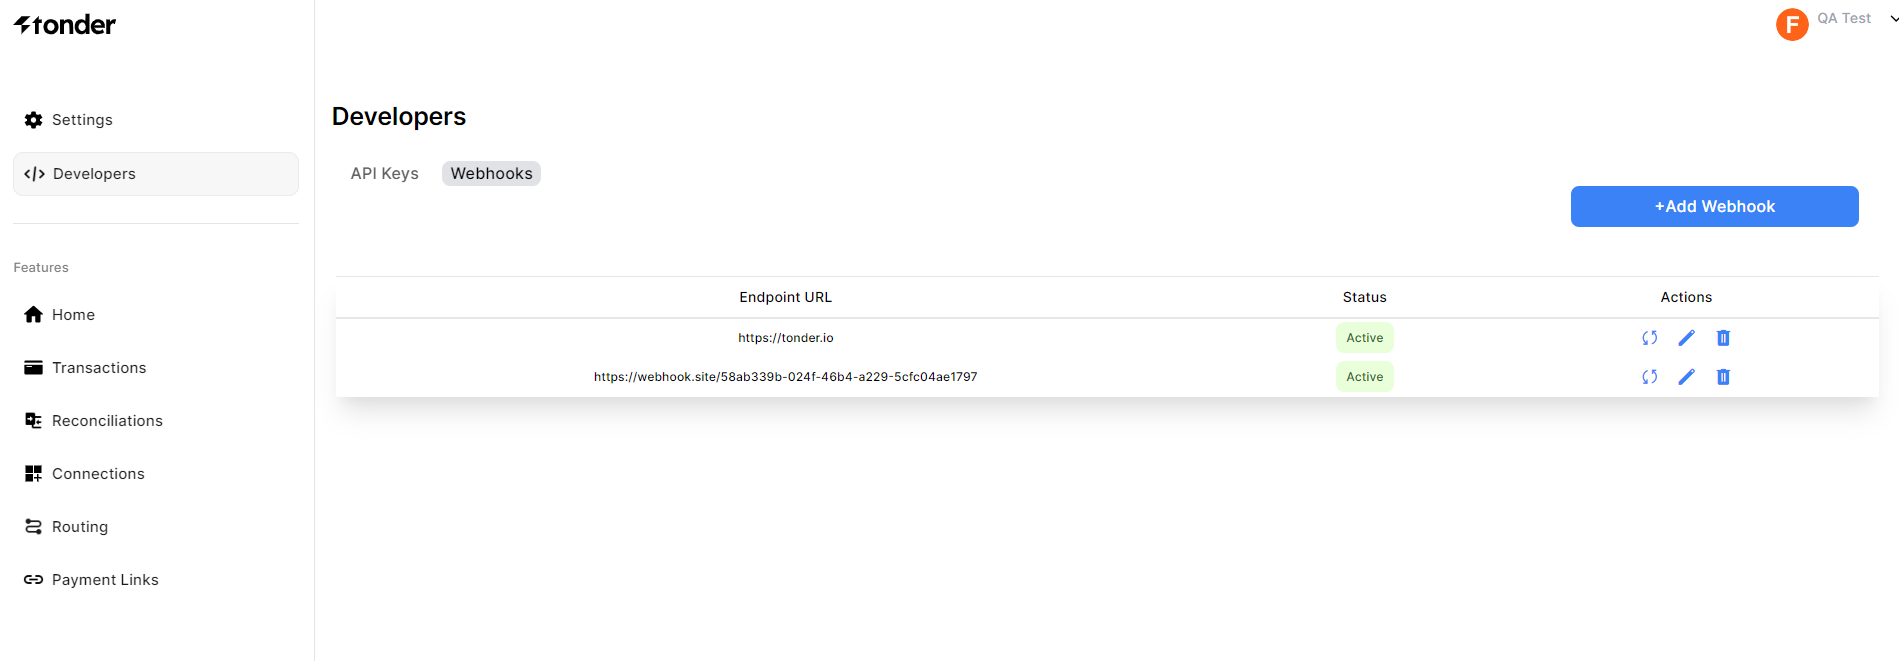 tonder
F
QA Test
Settings
Developers
Features
Home
Transactions
Reconciliations
Connections
Routing
Payment Links
Developers
API Keys
Webhooks
+Add Webhook
Endpoint URL Status Actions
https://tonder.io Active
https://webhook.site/58ab339b-024f-46b4-a229-5cfc04ae1797 Active